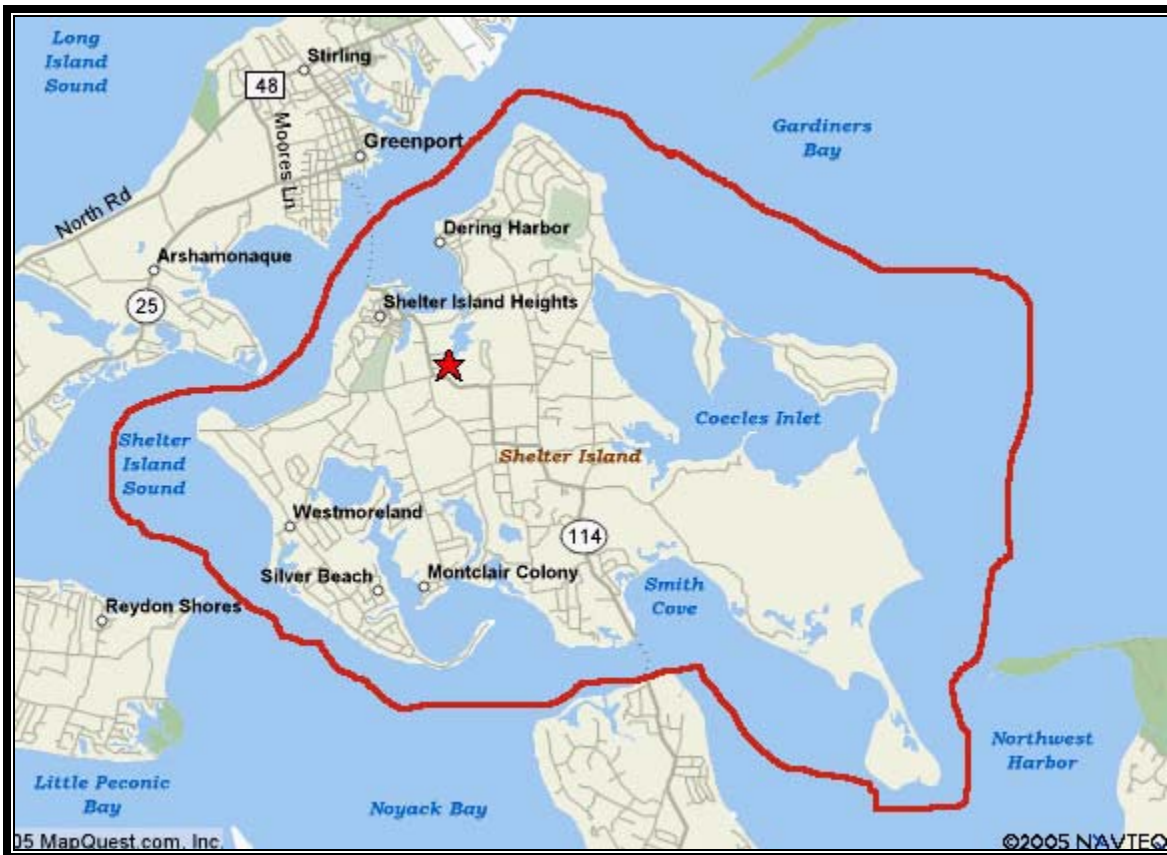 Long
Island
Sound
Stirling
48
Gardiners
Bay
Greenport
Moores Ln
North Rd
Dering Harbor
Arshamonaque
25
Shelter Island Heights
Coecles Inlet
Shelter
Island
Sound
Shelter Island
Westmoreland
114
Silver Beach
Montclair Colony
Smith
Cove
Reydon Shores
Northwest
Harbor
Little Peconic
Bay
Noyack Bay
05 MapQuest.com, Inc.
©2005 NAVTEQ